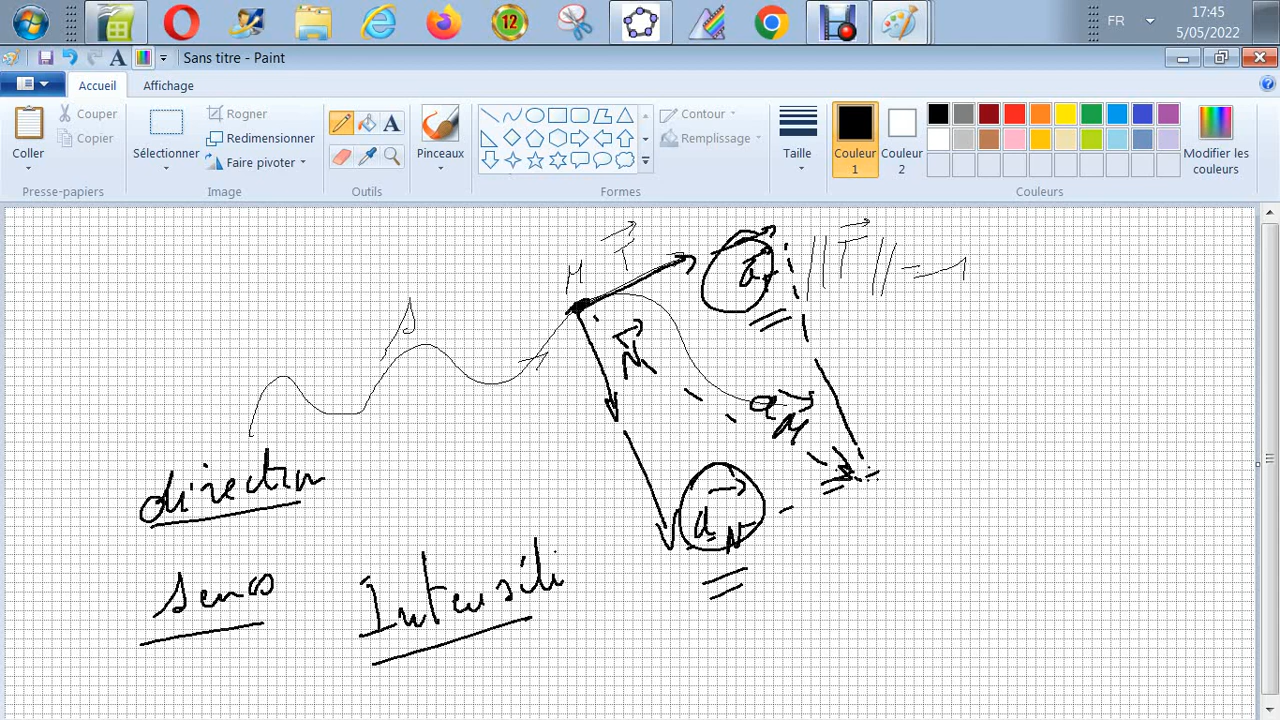 12
FR
17:45
5/05/2022
Sans titre - Paint
Accueil
Affichage
Coller
Couper
Copier
Presse-papiers
Sélectionner
Rogner
Redimensionner
Faire pivoter
Image
A
Outils
Pinceaux
Contour
Remplissage
Formes
Taille
Couleur 1
Couleur 2
Modifier les couleurs
Couleurs
M
T
a T
||T|| = 1
N
a M
direction
a N
sens
Intensité